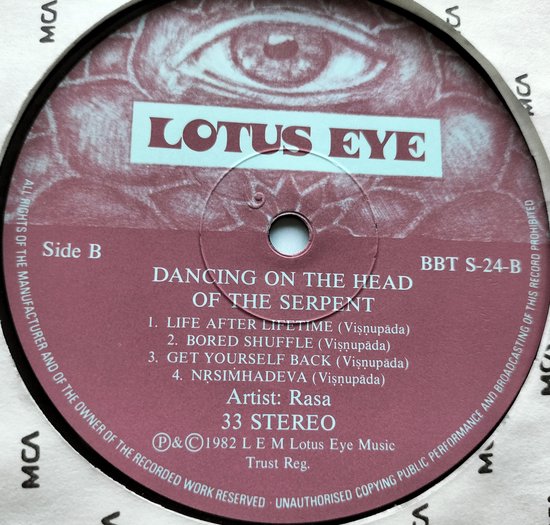 LOTUS EYE
Side B
BBT S-24-B
DANCING ON THE HEAD
OF THE SERPENT
1. LIFE AFTER LIFETIME (Viṣṇupāda)
2. BORED SHUFFLE (Viṣṇupāda)
3. GET YOURSELF BACK (Viṣṇupāda)
4. NṚSIMHADEVA (Viṣṇupāda)
Artist: Rasa
33 STEREO
Ⓟ&Ⓒ1982 L E M Lotus Eye Music
Trust Reg.
ALL RIGHTS OF THE MANUFACTURER AND OF THE OWNER OF THE RECORDED WORK RESERVED · UNAUTHORISED COPYING PUBLIC PERFORMANCE AND BROADCASTING OF THIS RECORD PROHIBITED
MCA
MCA
MCA
MCA
MCA